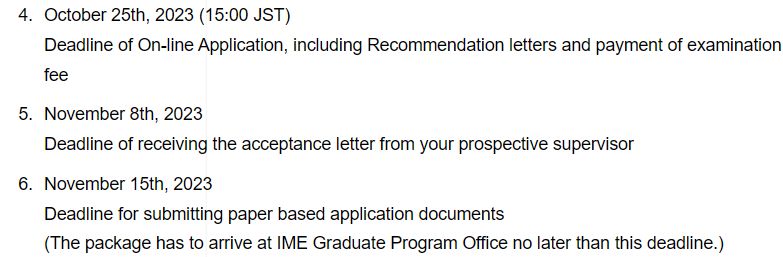 4. October 25th, 2023 (15:00 JST)
Deadline of On-line Application, including Recommendation letters and payment of examination
fee
5. November 8th, 2023
Deadline of receiving the acceptance letter from your prospective supervisor
6. November 15th, 2023
Deadline for submitting paper based application documents
(The package has to arrive at IME Graduate Program Office no later than this deadline.)